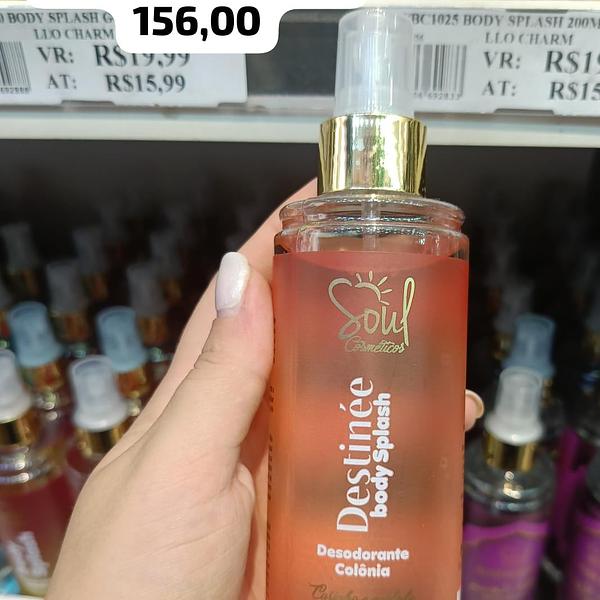 156,00
BODY SPLASH G
LLO CHARM
VR: R$19,99
AT: R$15,99
BC1025 BODY SPLASH 200M
LLO CHARM
VR: R$19
AT: R$15
Soul
Cosméticos
Destinée
body Splash
Desodorante
Colônia